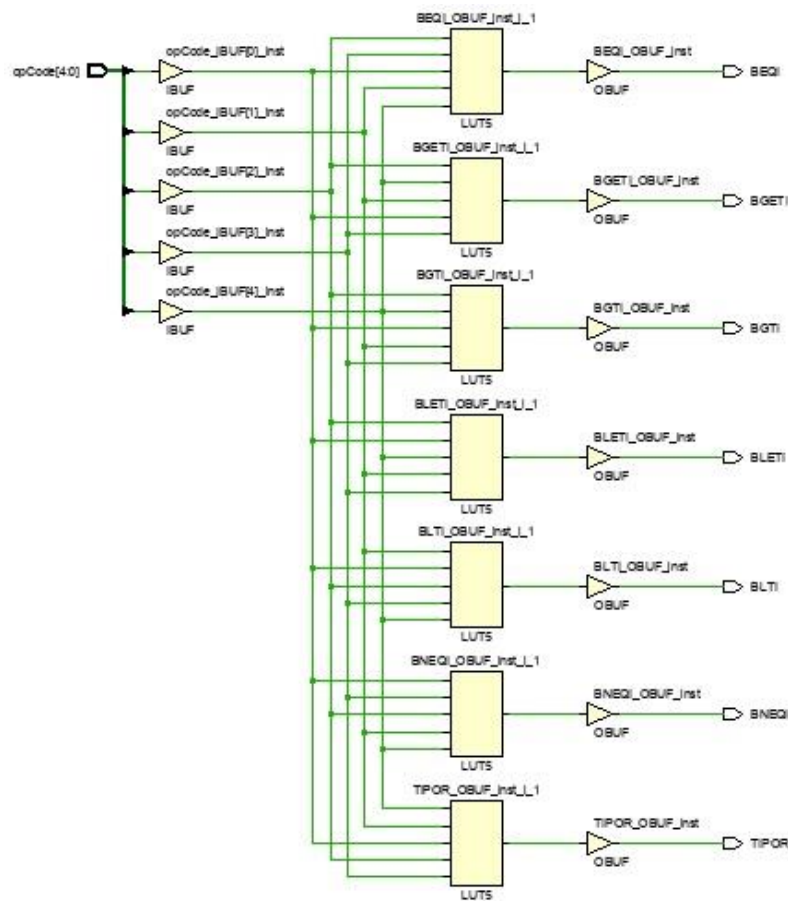 BEQI_OBUF_inst_i_1
opCode_IBUF[0]_inst
BEQI_OBUF_inst
opCode[4:0]
BEQI
IBUF
OBUF
opCode_IBUF[1]_inst
LUT5
IBUF
BGETI_OBUF_inst_i_1
opCode_IBUF[2]_inst
BGETI_OBUF_inst
BGETI
IBUF
OBUF
opCode_IBUF[3]_inst
LUT5
IBUF
BGTI_OBUF_inst_i_1
opCode_IBUF[4]_inst
BGTI_OBUF_inst
BGTI
IBUF
OBUF
LUT5
BLETI_OBUF_inst_i_1
BLETI_OBUF_inst
BLETI
OBUF
LUT5
BLTI_OBUF_inst_i_1
BLTI_OBUF_inst
BLTI
OBUF
LUT5
BNEQI_OBUF_inst_i_1
BNEQI_OBUF_inst
BNEQI
OBUF
LUT5
TIPOR_OBUF_inst_i_1
TIPOR_OBUF_inst
TIPOR
OBUF
LUT5